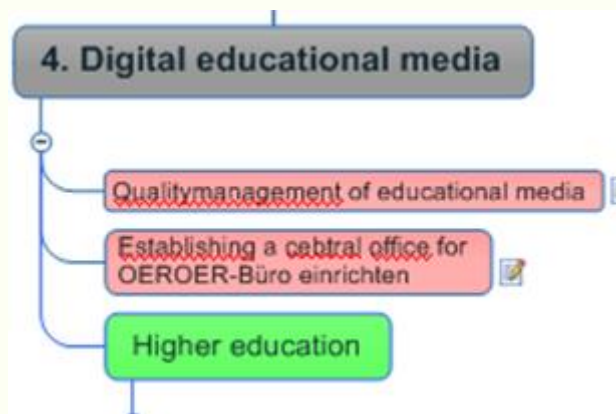 4. Digital educational media
Qualitymanagement of educational media
Establishing a cebtral office for
OEROER-Büro einrichten
Higher education